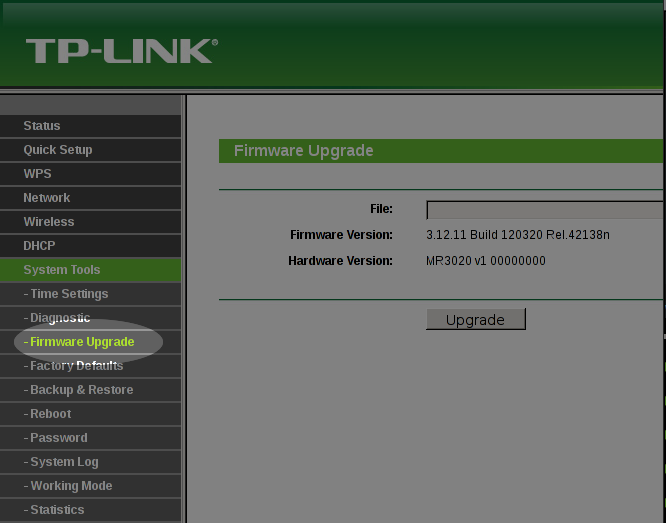 TP-LINK®
Status
Quick Setup
WPS
Network
Wireless
DHCP
System Tools
- Time Settings
- Diagnostic
- Firmware Upgrade
- Factory Defaults
- Backup & Restore
- Reboot
- Password
- System Log
- Working Mode
- Statistics
Firmware Upgrade
File:
Firmware Version: 3.12.11 Build 120320 Rel.42138n
Hardware Version: MR3020 v1 00000000
Upgrade